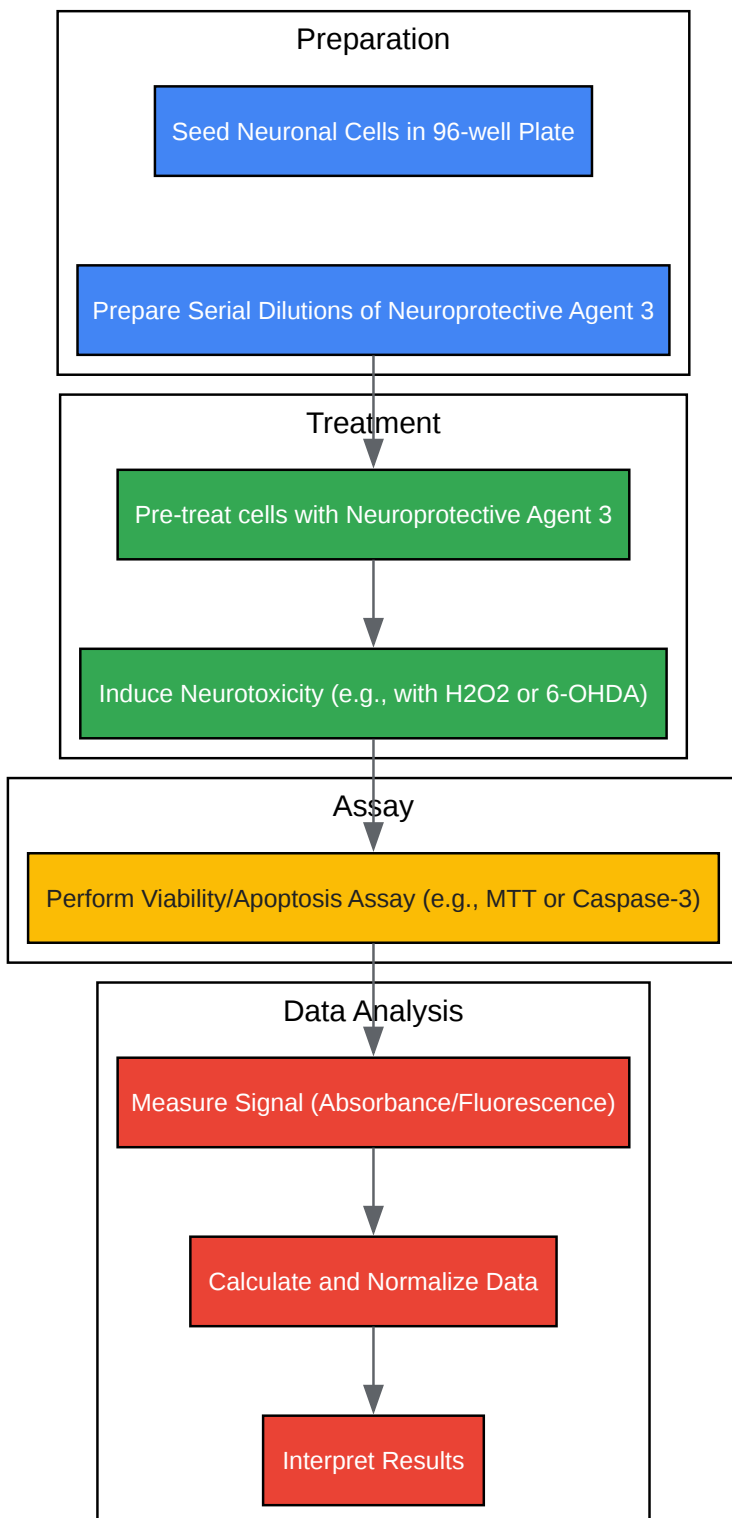 Preparation
Seed Neuronal Cells in 96-well Plate
Prepare Serial Dilutions of Neuroprotective Agent 3
Treatment
Pre-treat cells with Neuroprotective Agent 3
Induce Neurotoxicity (e.g., with H2O2 or 6-OHDA)
Assay
Perform Viability/Apoptosis Assay (e.g., MTT or Caspase-3)
Data Analysis
Measure Signal (Absorbance/Fluorescence)
Calculate and Normalize Data
Interpret Results